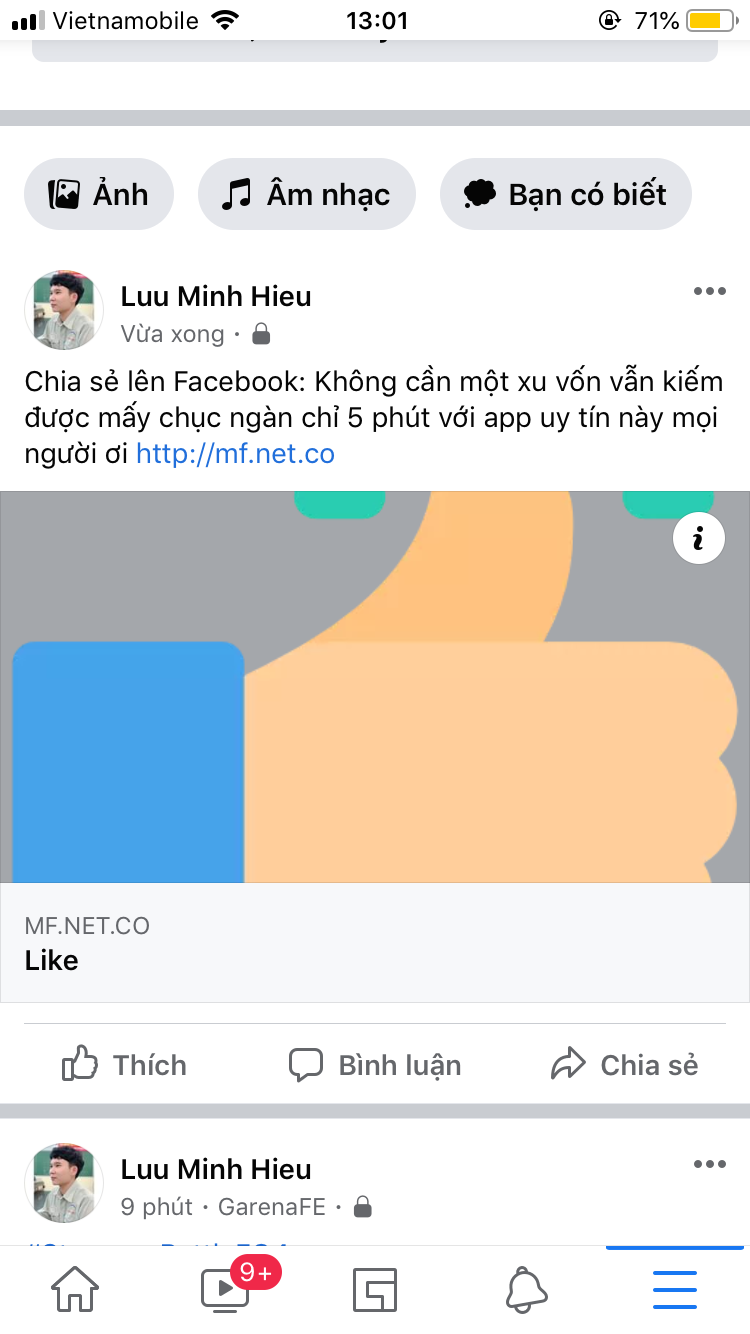 Vietnamobile 13:01 71%
Ảnh Âm nhạc Bạn có biết
Luu Minh Hieu
Vừa xong ·
Chia sẻ lên Facebook: Không cần một xu vốn vẫn kiếm
được mấy chục ngàn chỉ 5 phút với app uy tín này mọi
người ơi http://mf.net.co
i
MF.NET.CO
Like
Thích Bình luận Chia sẻ
Luu Minh Hieu
9 phút · GarenaFE ·
9+